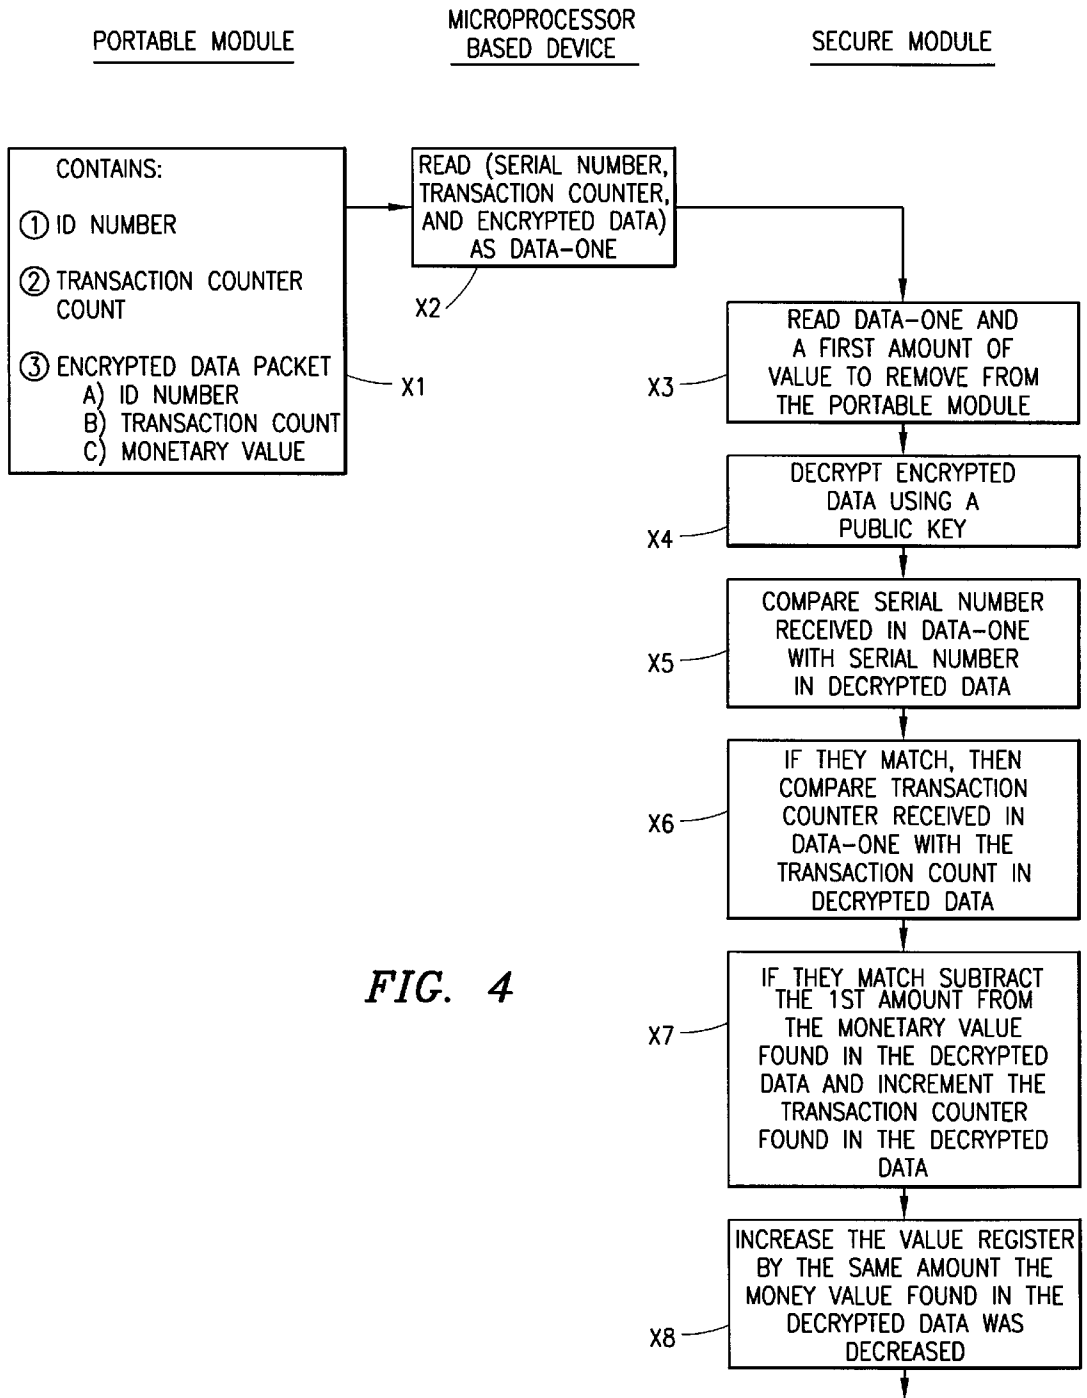 PORTABLE MODULE
MICROPROCESSOR
BASED DEVICE
SECURE MODULE
CONTAINS:
① ID NUMBER
② TRANSACTION COUNTER
COUNT
③ ENCRYPTED DATA PACKET
A) ID NUMBER
B) TRANSACTION COUNT
C) MONETARY VALUE
X1
READ (SERIAL NUMBER,
TRANSACTION COUNTER,
AND ENCRYPTED DATA)
AS DATA-ONE
X2
READ DATA-ONE AND
A FIRST AMOUNT OF
VALUE TO REMOVE FROM
THE PORTABLE MODULE
X3
DECRYPT ENCRYPTED
DATA USING A
PUBLIC KEY
X4
COMPARE SERIAL NUMBER
RECEIVED IN DATA-ONE
WITH SERIAL NUMBER
IN DECRYPTED DATA
X5
IF THEY MATCH, THEN
COMPARE TRANSACTION
COUNTER RECEIVED IN
DATA-ONE WITH THE
TRANSACTION COUNT IN
DECRYPTED DATA
X6
IF THEY MATCH SUBTRACT
THE 1ST AMOUNT FROM
THE MONETARY VALUE
FOUND IN THE DECRYPTED
DATA AND INCREMENT THE
TRANSACTION COUNTER
FOUND IN THE DECRYPTED
DATA
X7
INCREASE THE VALUE REGISTER
BY THE SAME AMOUNT THE
MONEY VALUE FOUND IN THE
DECRYPTED DATA WAS
DECREASED
X8
FIG. 4